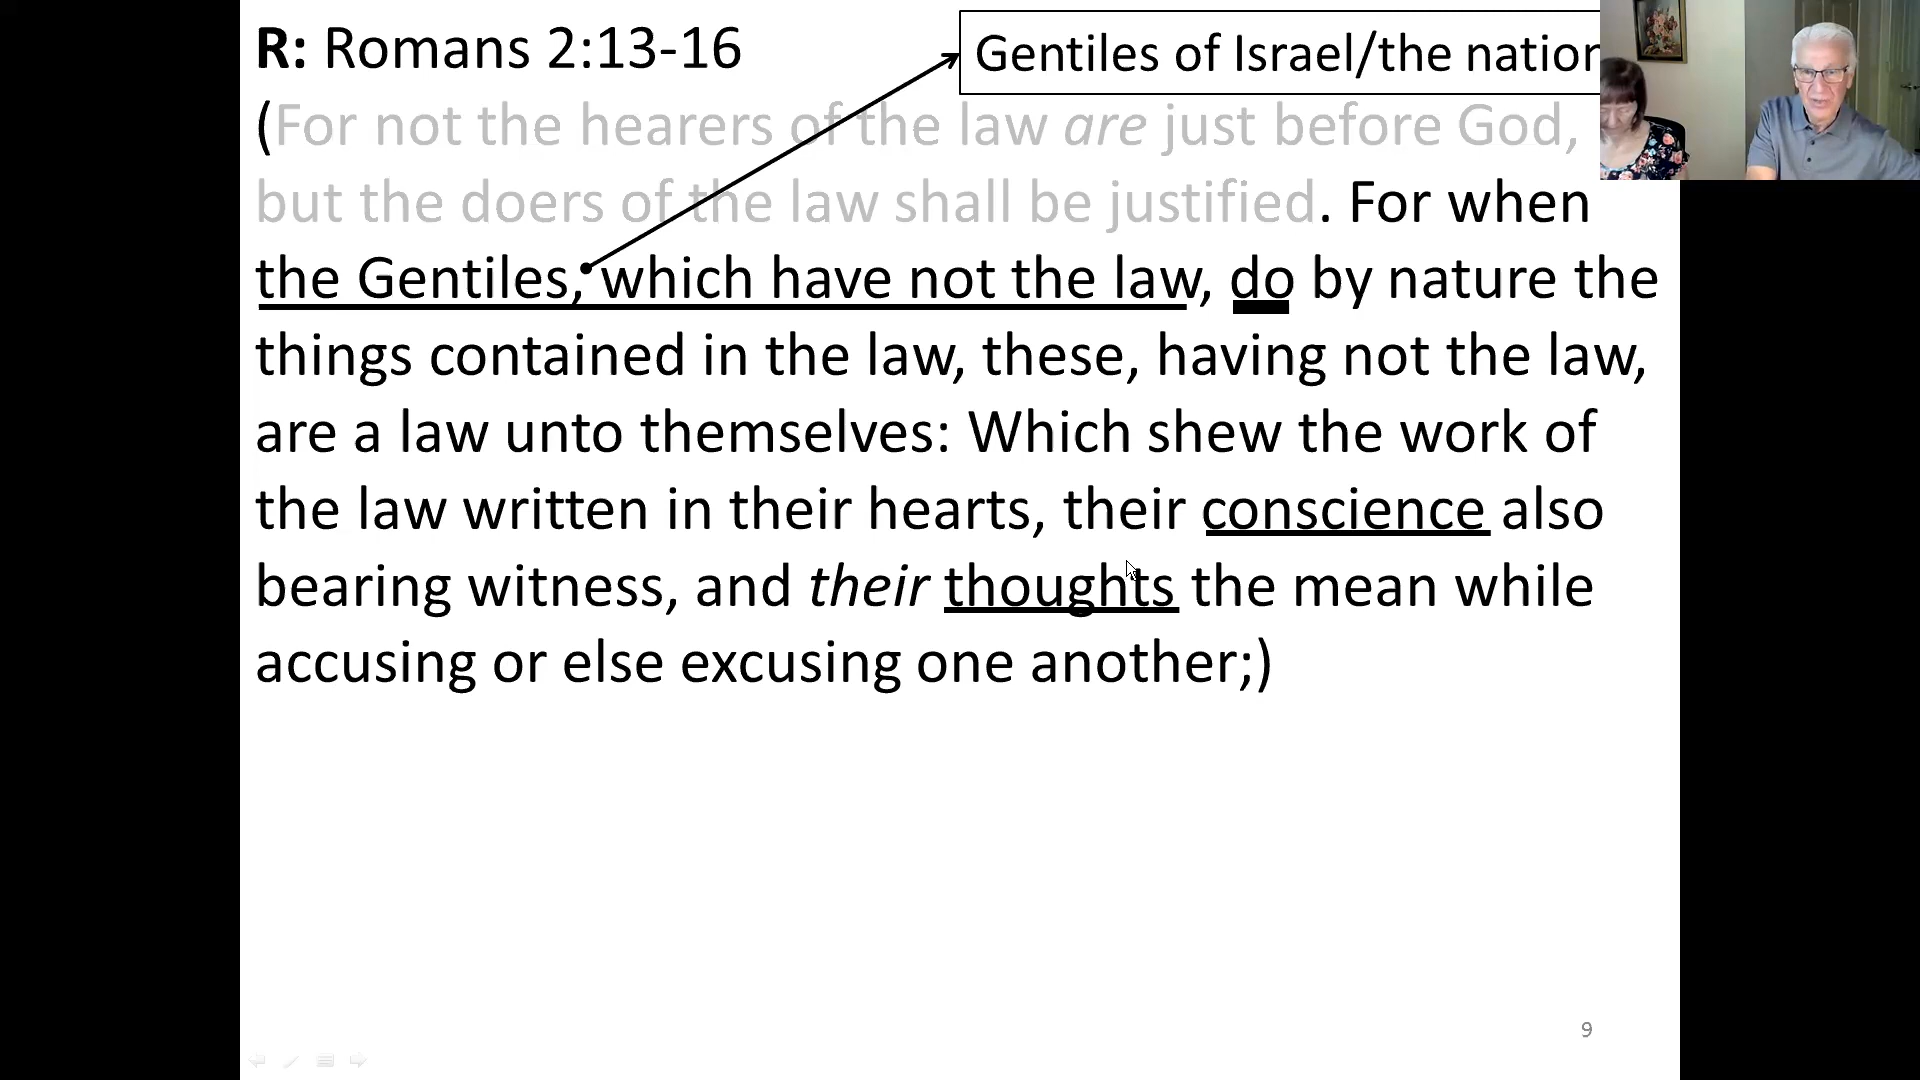 R: Romans 2:13-16
Gentiles of Israel/the nation
(For not the hearers of the law are just before God,
but the doers of the law shall be justified. For when
the Gentiles, which have not the law, do by nature the
things contained in the law, these, having not the law,
are a law unto themselves: Which shew the work of
the law written in their hearts, their conscience also
bearing witness, and their thoughts the mean while
accusing or else excusing one another;)
9